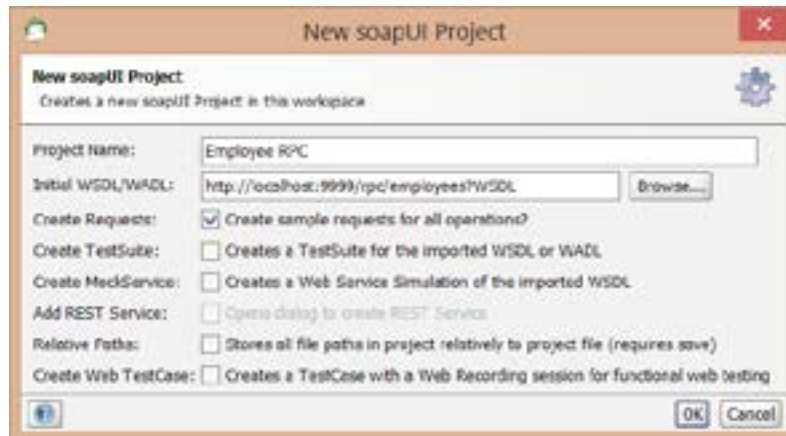 New soapUI Project
New soapUI Project
Creates a new soapUI Project in this workspace
Project Name: Employee RPC
Initial WSDL/WADL: http://localhost:9999/rpc/employees?WSDL Browse...
Create Requests: Create sample requests for all operations?
Create TestSuite: Creates a TestSuite for the imported WSDL or WADL
Create MockService: Creates a Web Service Simulation of the imported WSDL
Add REST Service: Opens dialog to create REST Service
Relative Paths: Stores all file paths in project relatively to project file (requires save)
Create Web TestCase: Creates a TestCase with a Web Recording session for functional web testing
OK Cancel